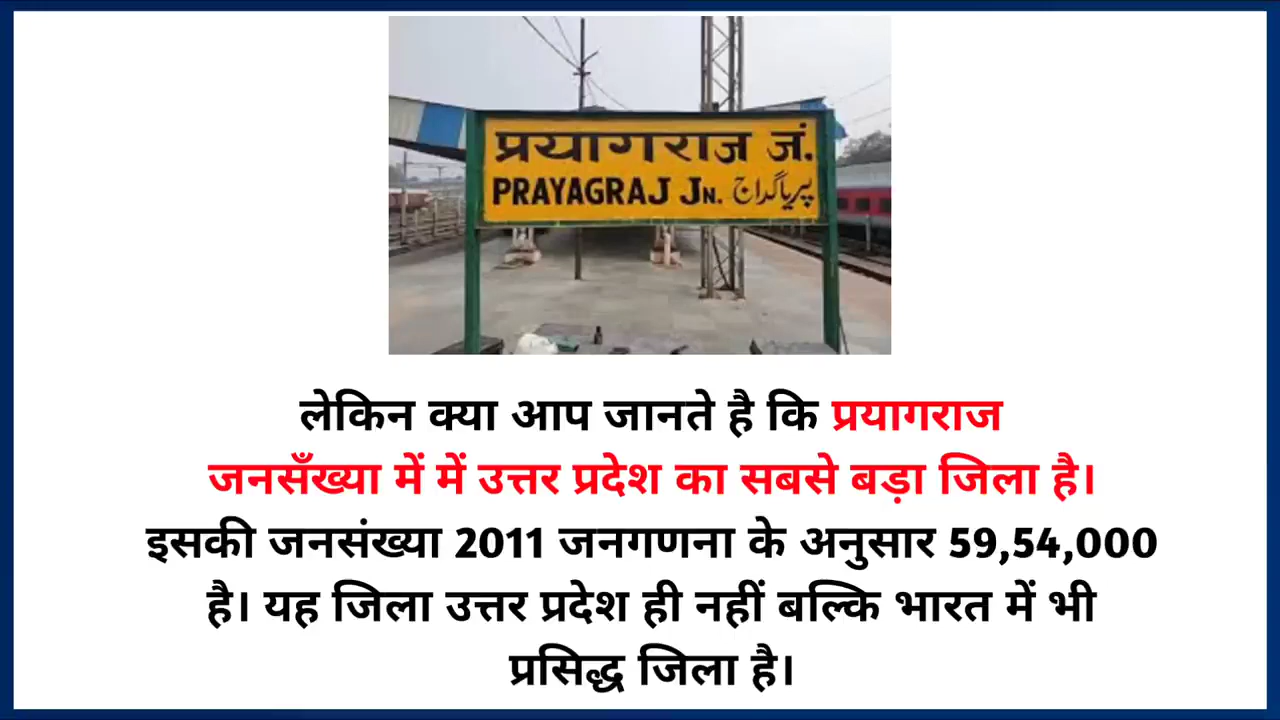 प्रयागराज जं.
PRAYAGRAJ JN. پریاگراج
लेकिन क्या आप जानते है कि प्रयागराज
जनसँख्या में में उत्तर प्रदेश का सबसे बड़ा जिला है।
इसकी जनसंख्या 2011 जनगणना के अनुसार 59,54,000
है। यह जिला उत्तर प्रदेश ही नहीं बल्कि भारत में भी
प्रसिद्ध जिला है।